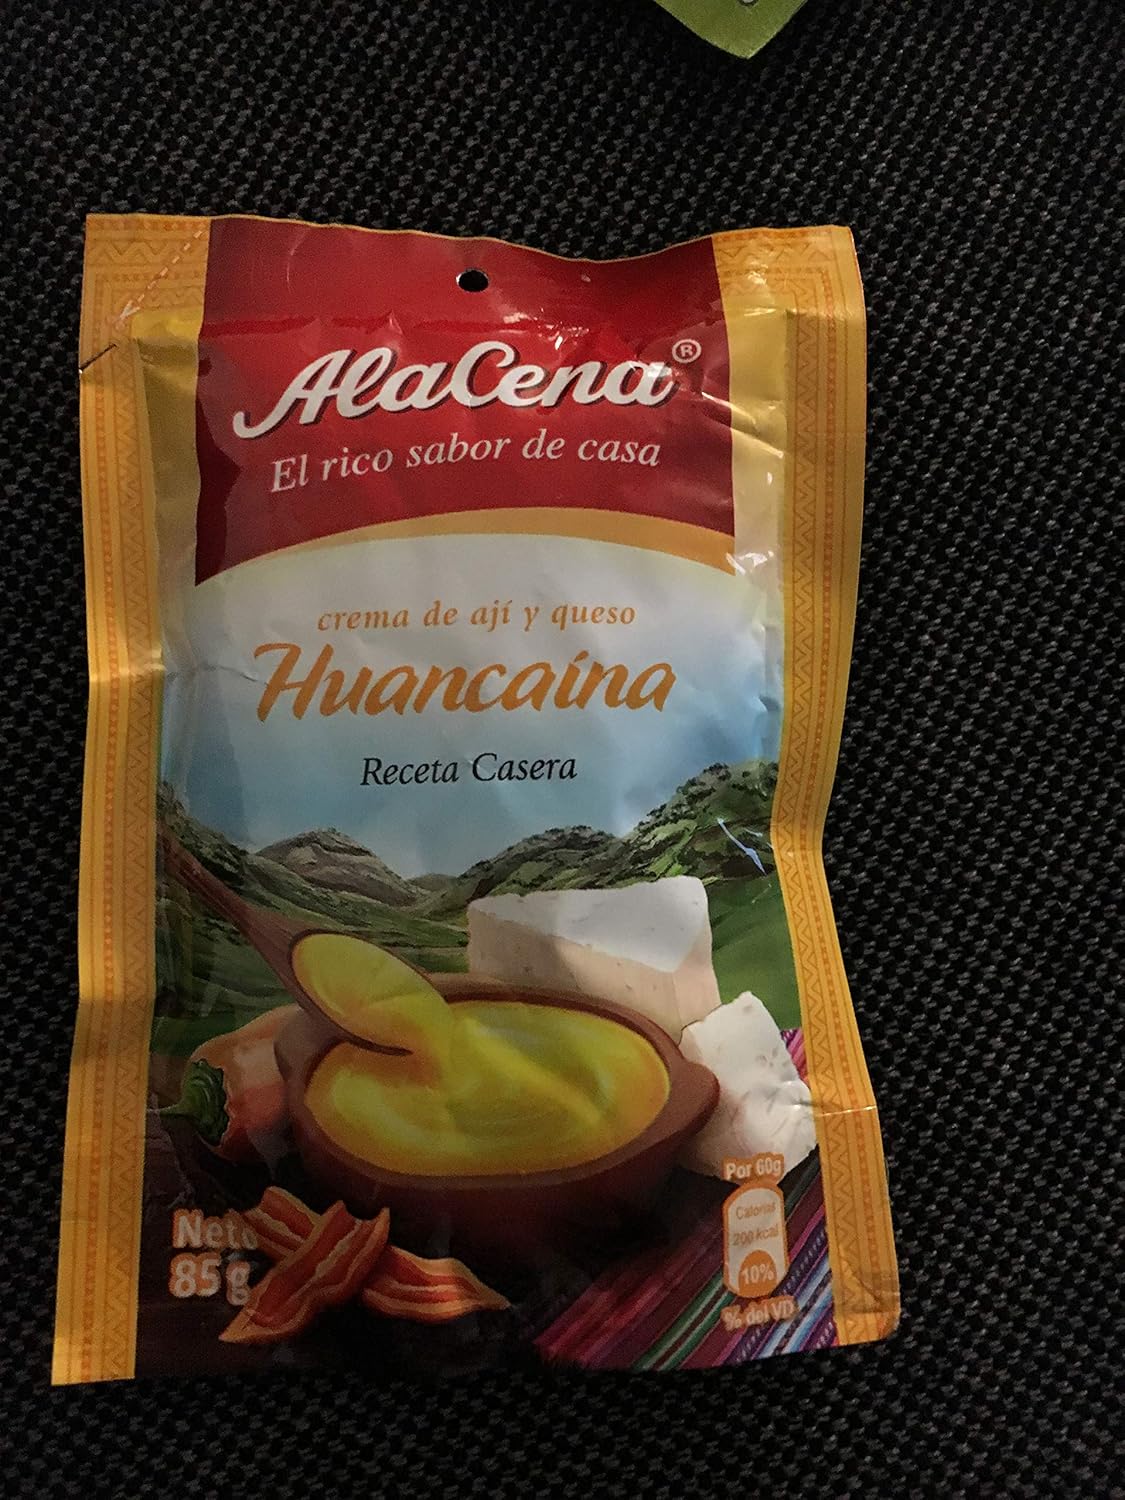 AlaCena®
El rico sabor de casa
crema de ají y queso
Huancaína
Receta Casera
Por 60g
Calorías
200 kcal
10%
% del VD
Neto
85 g